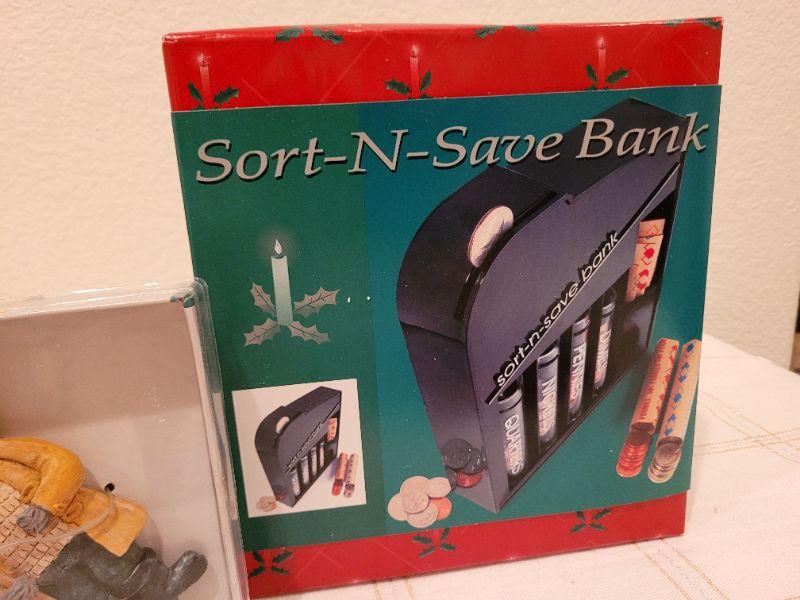 Sort-N-Save Bank
sort-n-save bank
QUARTERS
NICKELS
PENNIES
DIMES